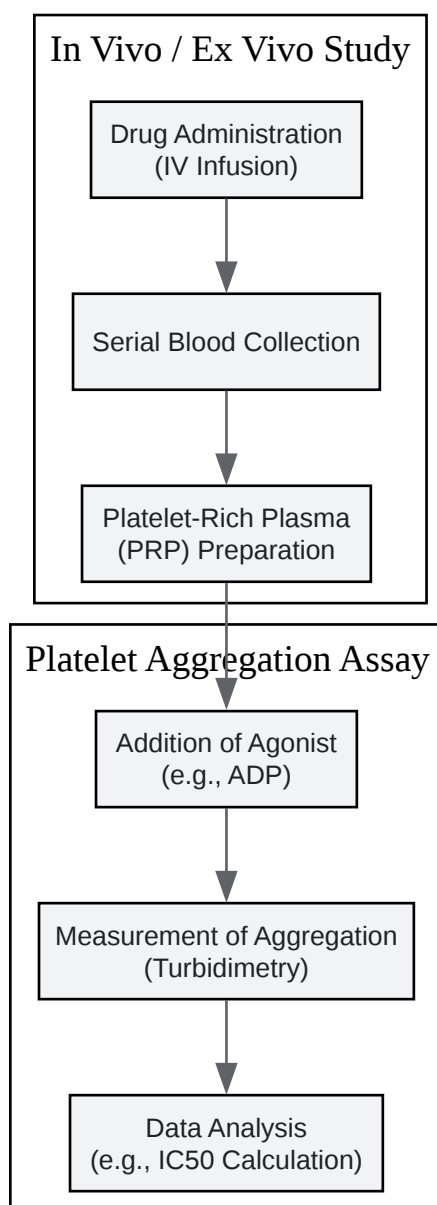 In Vivo / Ex Vivo Study
Drug Administration
(IV Infusion)
Serial Blood Collection
Platelet-Rich Plasma
(PRP) Preparation
Platelet Aggregation Assay
Addition of Agonist
(e.g., ADP)
Measurement of Aggregation
(Turbidimetry)
Data Analysis
(e.g., IC50 Calculation)